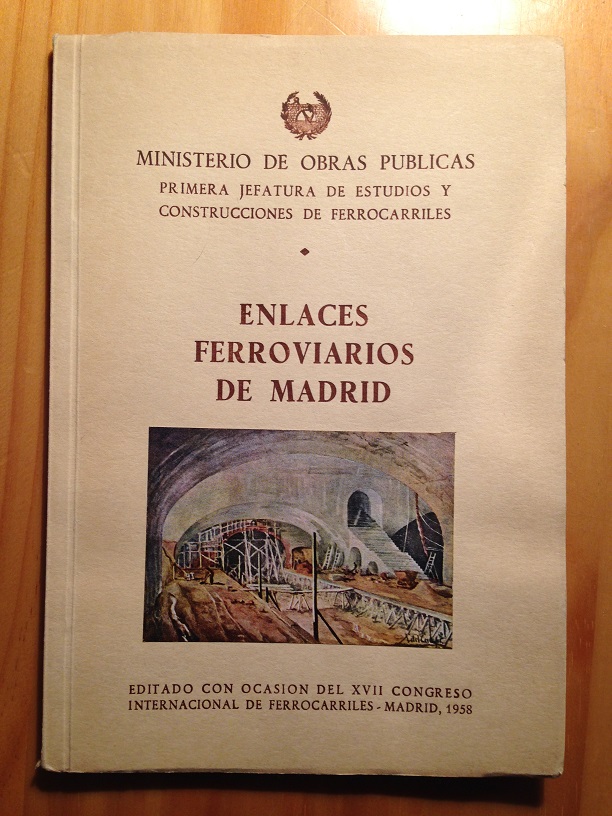 MINISTERIO DE OBRAS PUBLICAS
PRIMERA JEFATURA DE ESTUDIOS Y
CONSTRUCCIONES DE FERROCARRILES
ENLACES
FERROVIARIOS
DE MADRID
EDITADO CON OCASION DEL XVII CONGRESO
INTERNACIONAL DE FERROCARRILES - MADRID, 1958